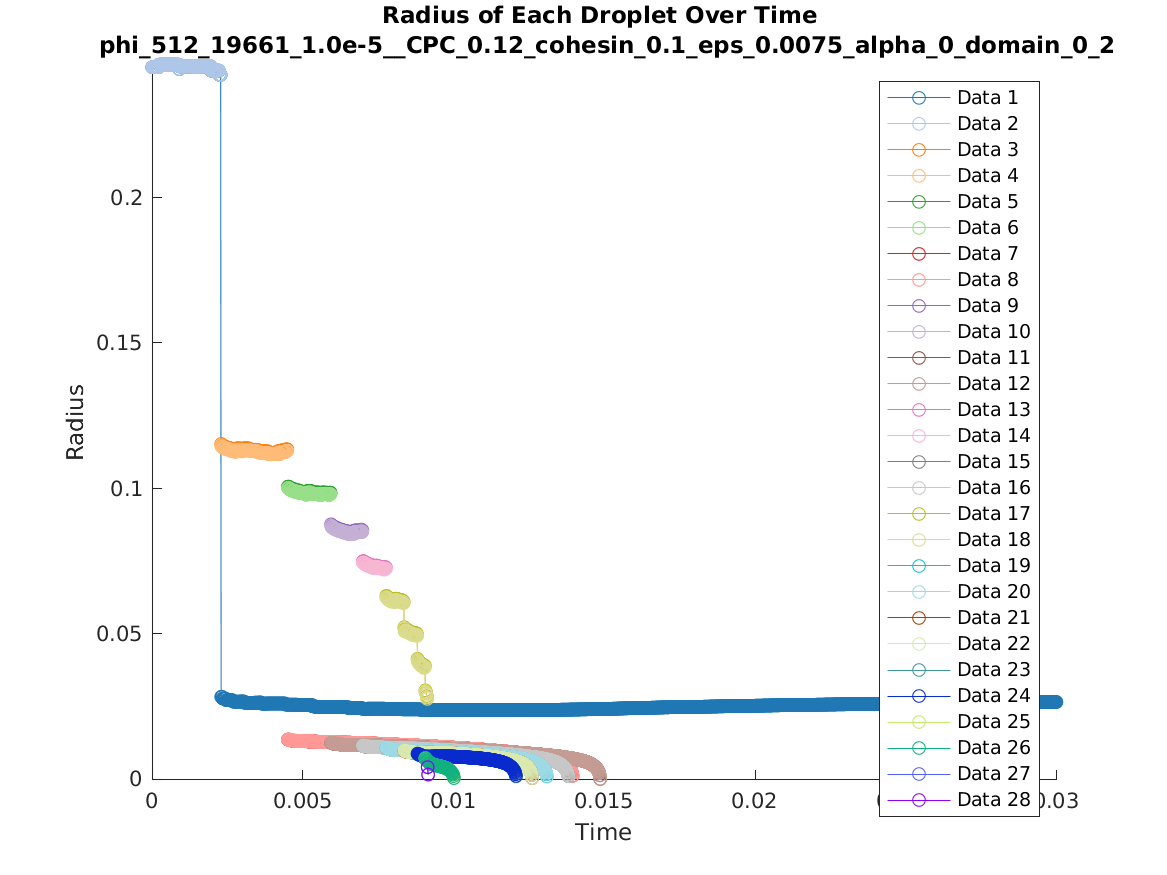 Radius of Each Droplet Over Time
phi_512_19661_1.0e-5__CPC_0.12_cohesin_0.1_eps_0.0075_alpha_0_domain_0_2
0.2
0.15
0.1
0.05
0
Radius
0
0.005
0.01
0.015
0.02
0.03
Time
Data 1
Data 2
Data 3
Data 4
Data 5
Data 6
Data 7
Data 8
Data 9
Data 10
Data 11
Data 12
Data 13
Data 14
Data 15
Data 16
Data 17
Data 18
Data 19
Data 20
Data 21
Data 22
Data 23
Data 24
Data 25
Data 26
Data 27
Data 28